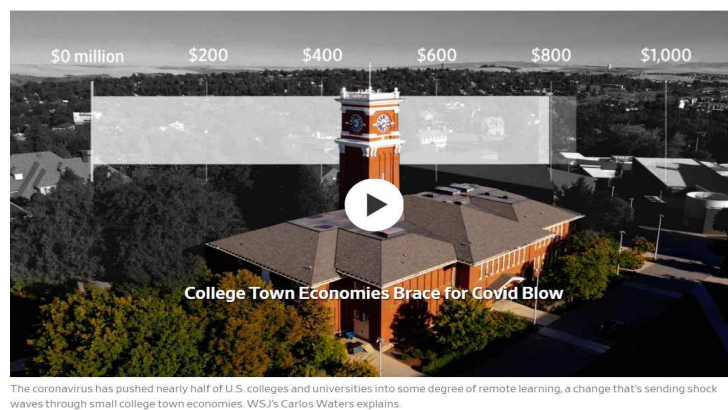 $0 million $200 $400 $600 $800 $1,000
College Town Economies Brace for Covid Blow
The coronavirus has pushed nearly half of U.S. colleges and universities into some degree of remote learning, a change that's sending shock
waves through small college town economies. WSJ's Carlos Waters explains.